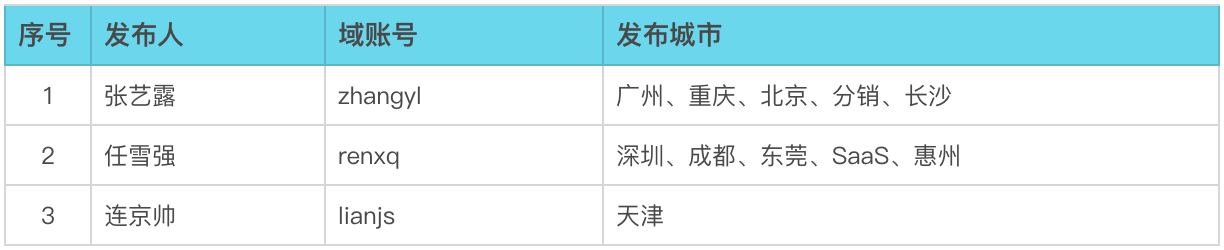 序号 发布人 域账号 发布城市
1 张艺露 zhangyl 广州、重庆、北京、分销、长沙
2 任雪强 renxq 深圳、成都、东莞、SaaS、惠州
3 连京帅 lianjs 天津